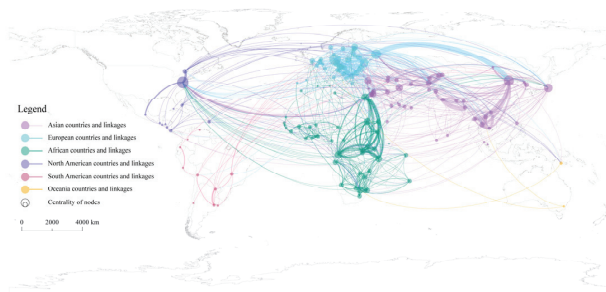 Legend
Asian countries and linkages
European countries and linkages
African countries and linkages
North American countries and linkages
South American countries and linkages
Oceania countries and linkages
Centrality of nodes
0 2000 4000 km